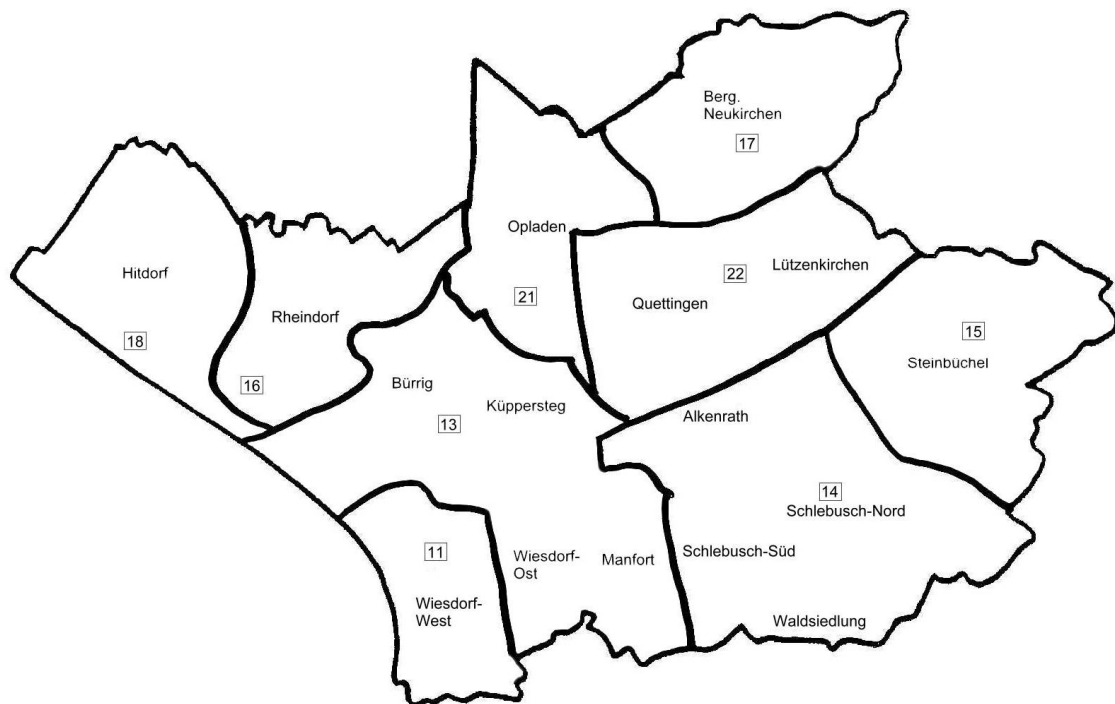 Berg.
Neukirchen
17
Opladen
Hitdorf
Lützenkirchen
22
Quettingen
21
Rheindorf
15
18
Steinbüchel
16
Bürrig
Küppersteg
Alkenrath
13
14
Schlebusch-Nord
11
Wiesdorf-
Ost
Manfort
Schlebusch-Süd
Wiesdorf-
West
Waldsiedlung